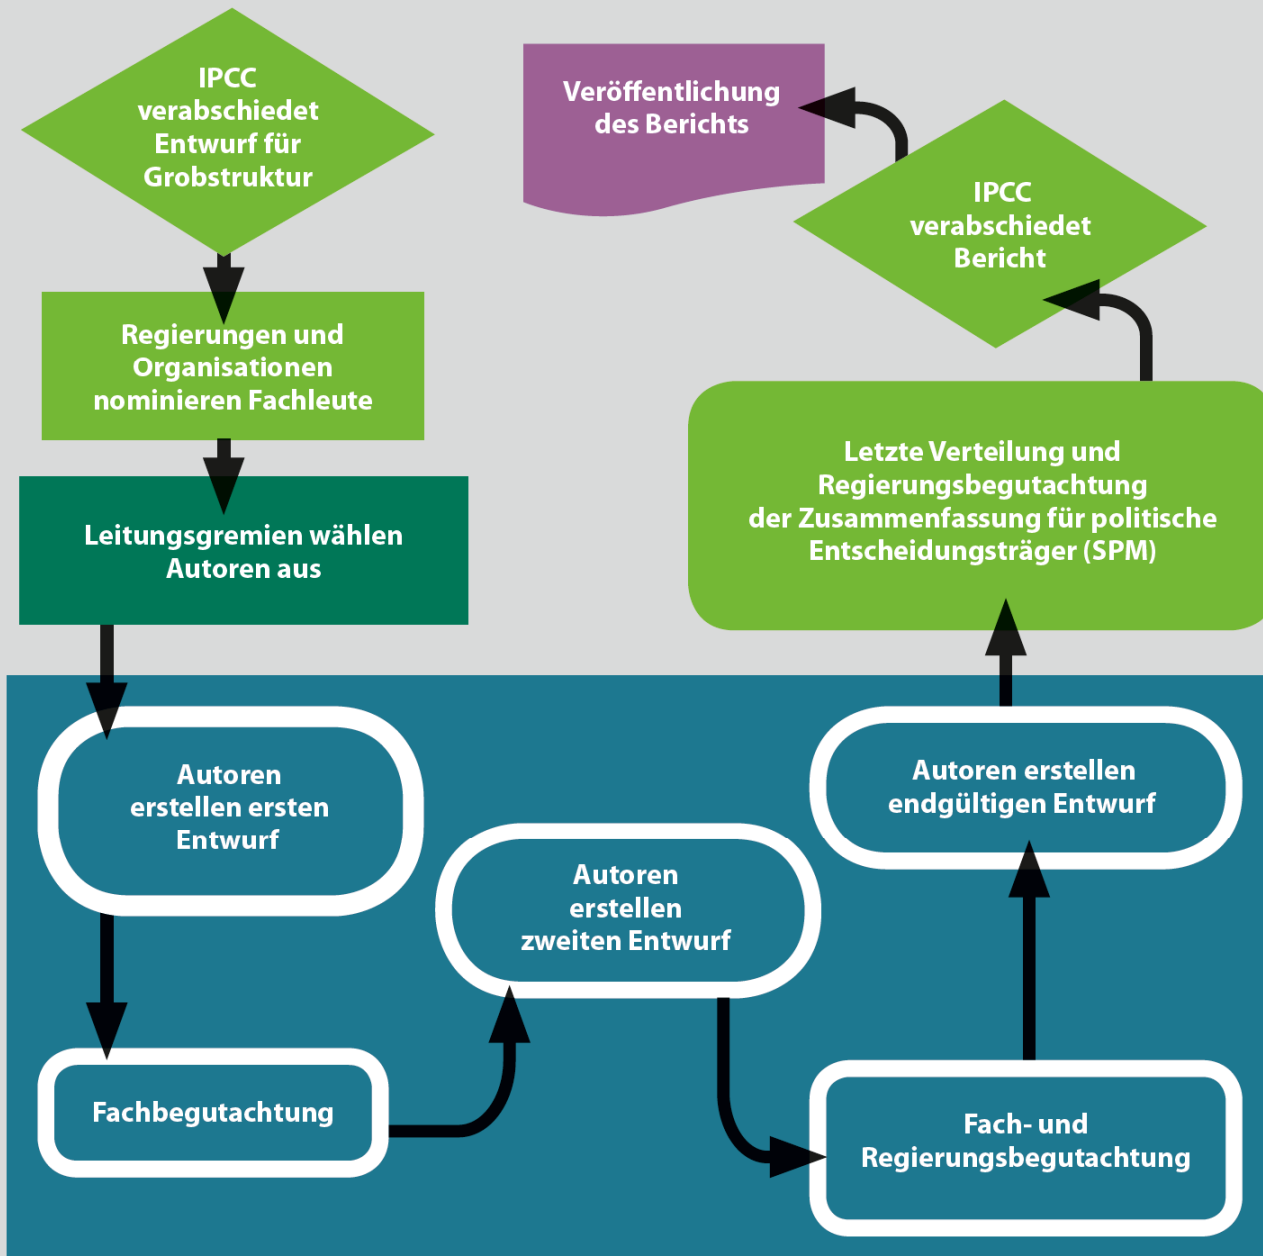 IPCC
verabschiedet
Entwurf für
Grobstruktur
Regierungen und
Organisationen
nominieren Fachleute
Leitungsgremien wählen
Autoren aus
Autoren
erstellen ersten
Entwurf
Fachbegutachtung
Autoren
erstellen
zweiten Entwurf
Fach- und
Regierungsbegutachtung
Autoren erstellen
endgültigen Entwurf
Letzte Verteilung und
Regierungsbegutachtung
der Zusammenfassung für politische
Entscheidungsträger (SPM)
IPCC
verabschiedet
Bericht
Veröffentlichung
des Berichts